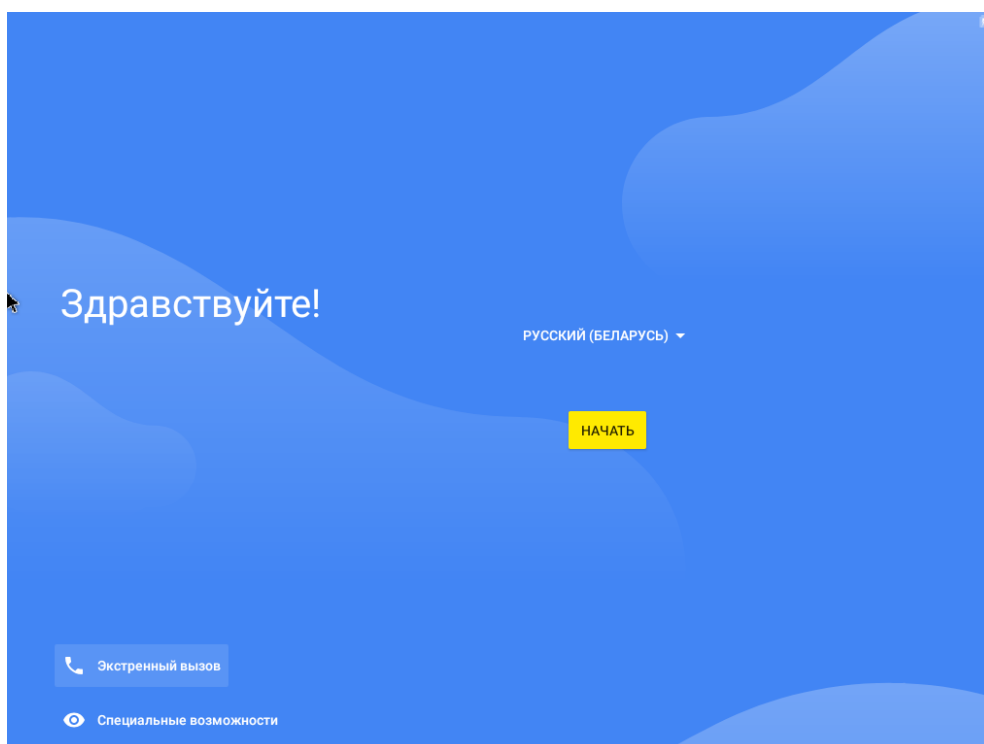 Здравствуйте!
РУССКИЙ (БЕЛАРУСЬ)
НАЧАТЬ
Экстренный вызов
Специальные возможности